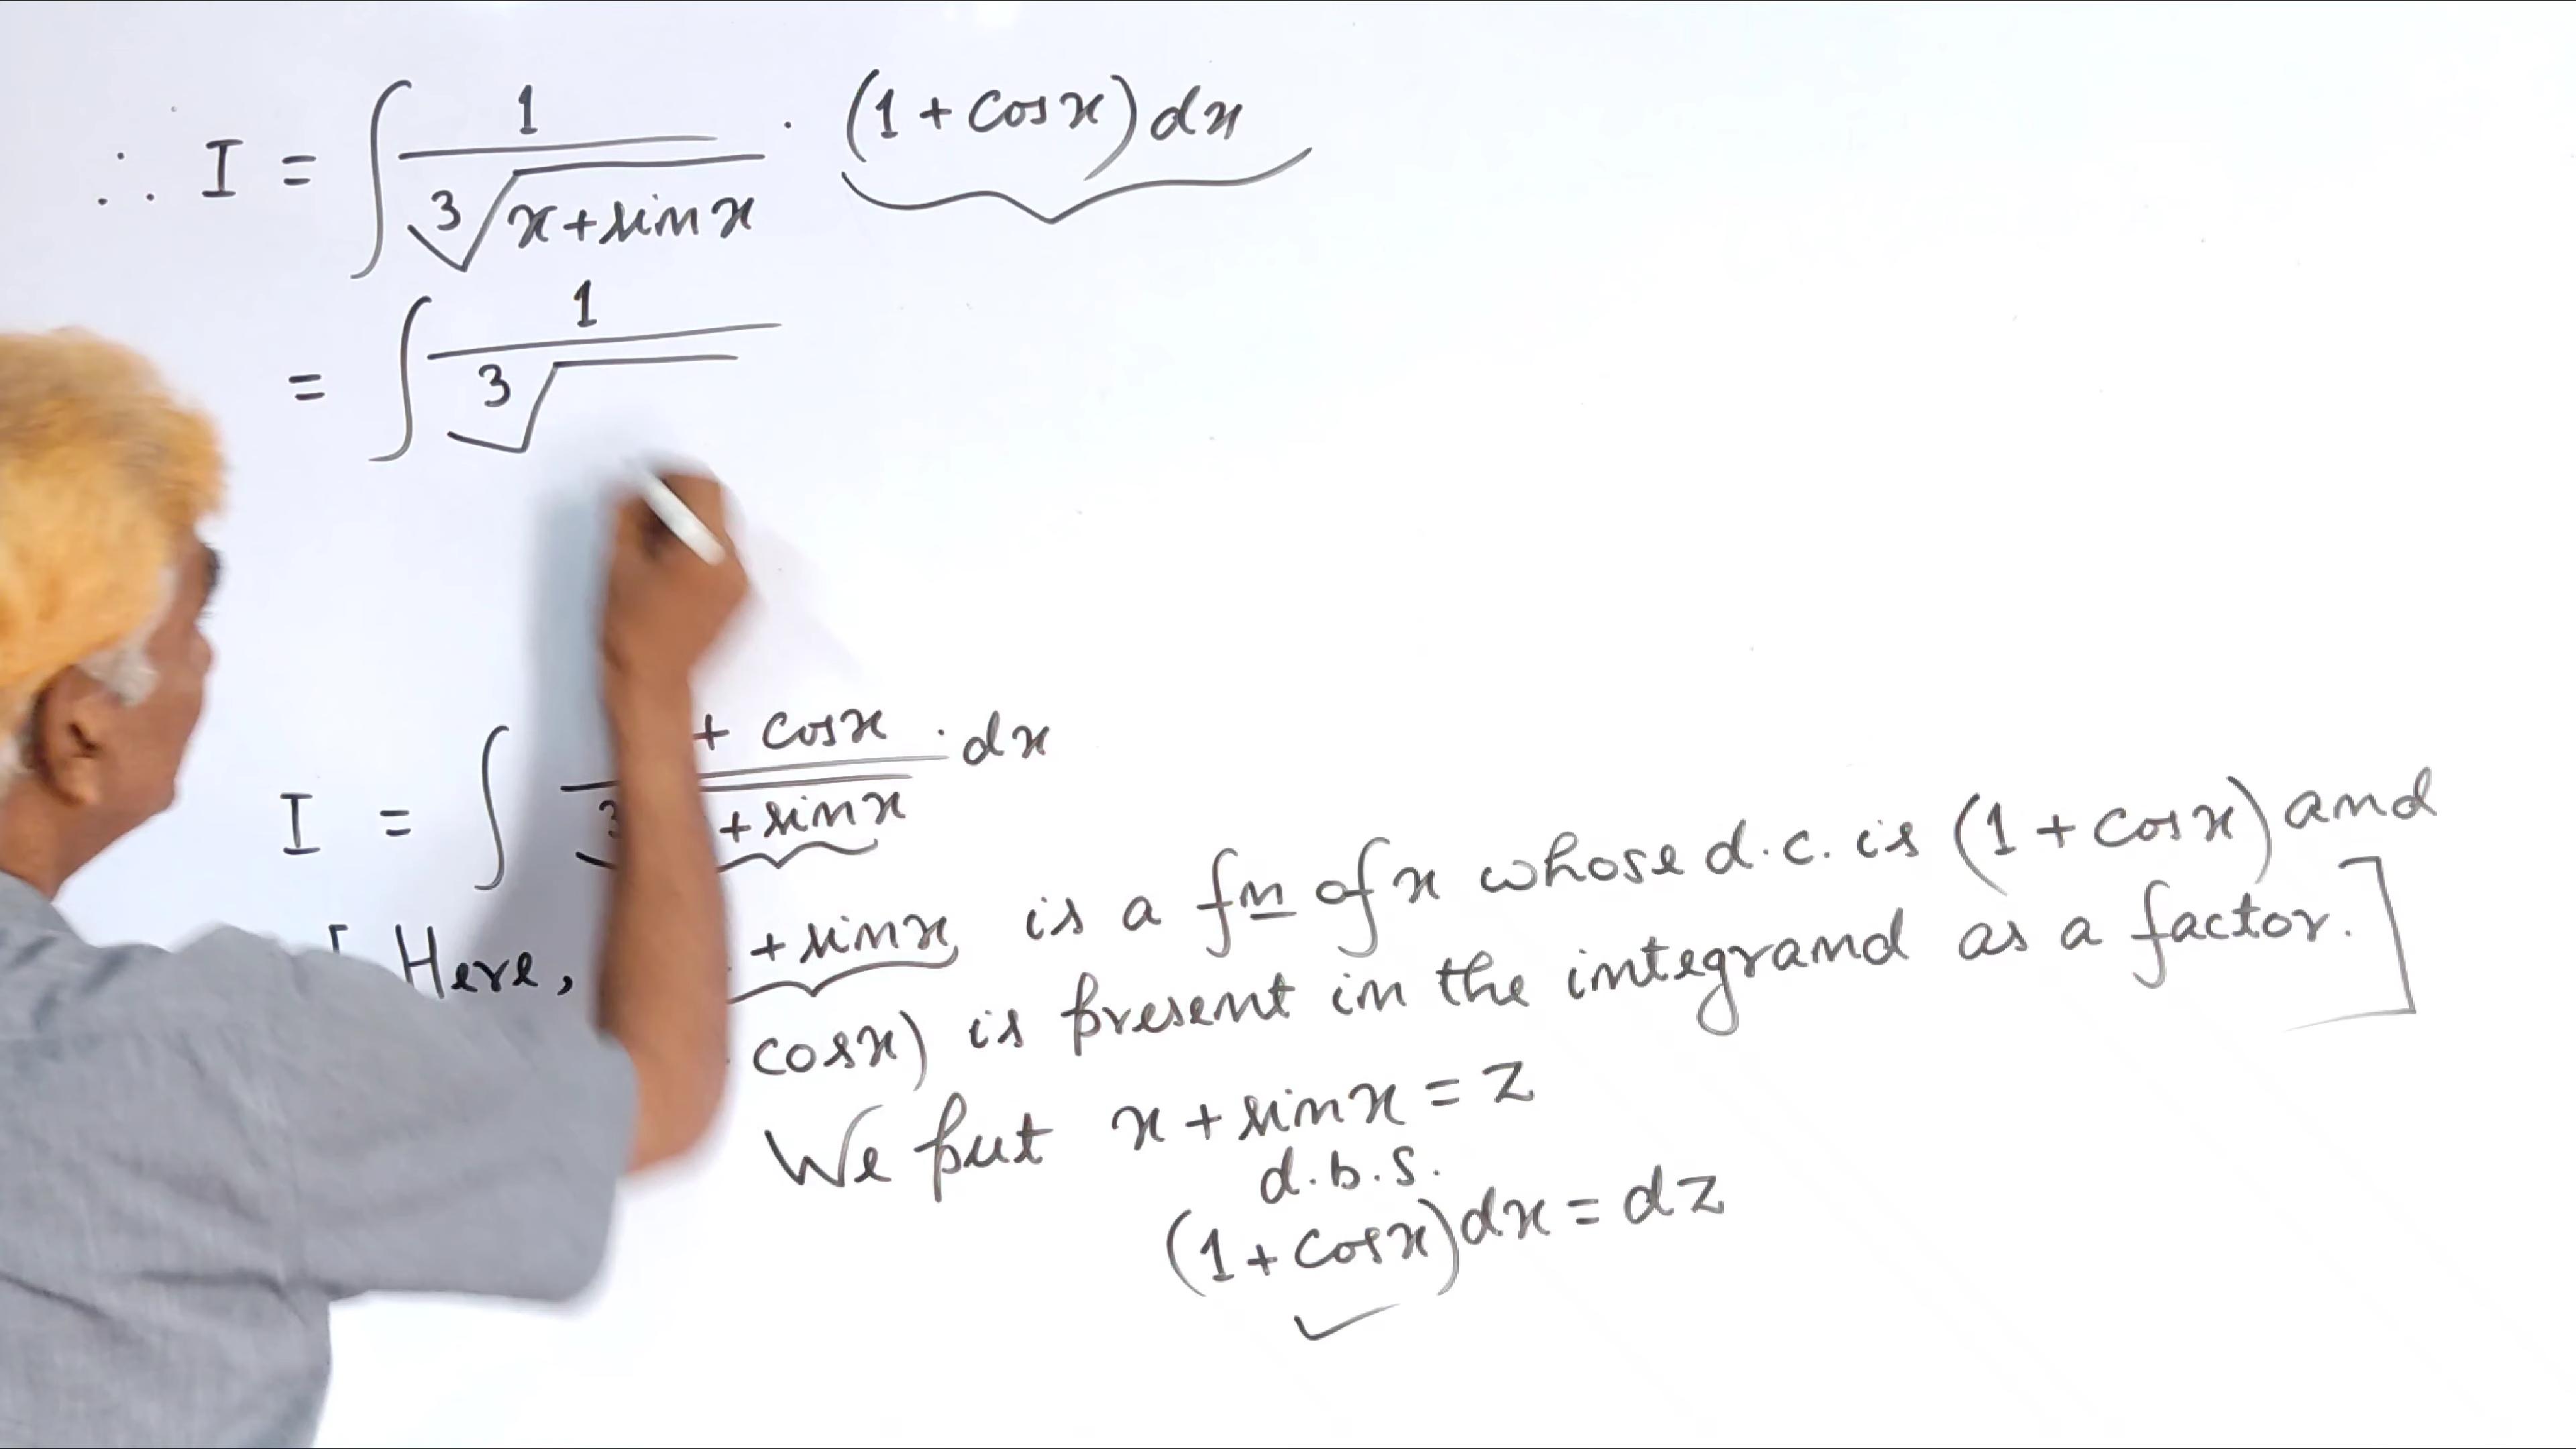 ∴ I = ∫ 1/∛(x+sinx) · (1+cosx)dx
= ∫ 1/∛
I = ∫ + cosx / 3 +sinx · dx
[ Here, +sinx is a fn of x whose d.c. is (1+cosx) and
cosx) is present in the integrand as a factor.]
We put x+sinx = z
d.b.s.
(1+cosx)dx = dz